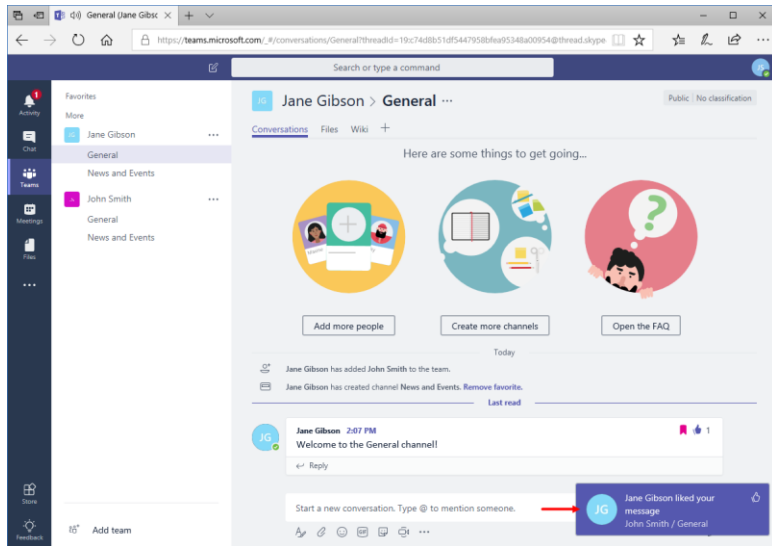 General (Jane Gibsc
https://teams.microsoft.com/_#/conversations/General?threadId=19:c74d8b51df5447958bfea95348a00954@thread.skype
Search or type a command
JS
Activity
1
Chat
Teams
Meetings
Files
Store
Feedback
Favorites
More
JG Jane Gibson
General
News and Events
John Smith
General
News and Events
Add team
JG Jane Gibson > General
Public No classification
Conversations Files Wiki
Here are some things to get going...
Add more people
Create more channels
Open the FAQ
Today
Jane Gibson has added John Smith to the team.
Jane Gibson has created channel News and Events. Remove favorite.
Last read
JG
Jane Gibson 2:07 PM
1
Welcome to the General channel!
Reply
Start a new conversation. Type @ to mention someone.
GIF
JG
Jane Gibson liked your
message
John Smith / General